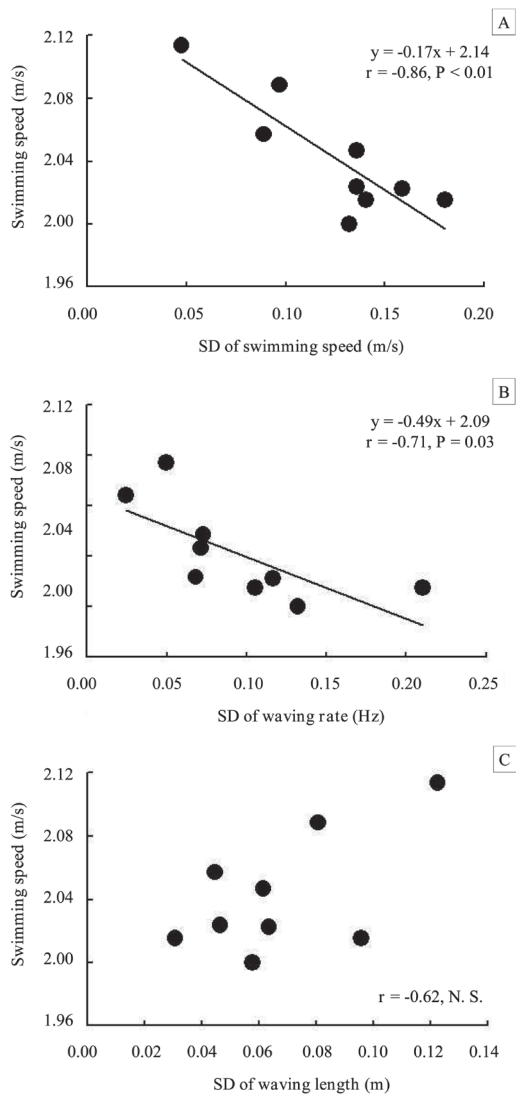 A
y = -0.17x + 2.14
r = -0.86, P < 0.01
Swimming speed (m/s)
2.12
2.08
2.04
2.00
1.96
0.00 0.05 0.10 0.15 0.20
SD of swimming speed (m/s)
B
y = -0.49x + 2.09
r = -0.71, P = 0.03
Swimming speed (m/s)
2.12
2.08
2.04
2.00
1.96
0.00 0.05 0.10 0.15 0.20 0.25
SD of waving rate (Hz)
C
Swimming speed (m/s)
2.12
2.08
2.04
2.00
1.96
r = -0.62, N. S.
0.00 0.02 0.04 0.06 0.08 0.10 0.12 0.14
SD of waving length (m)